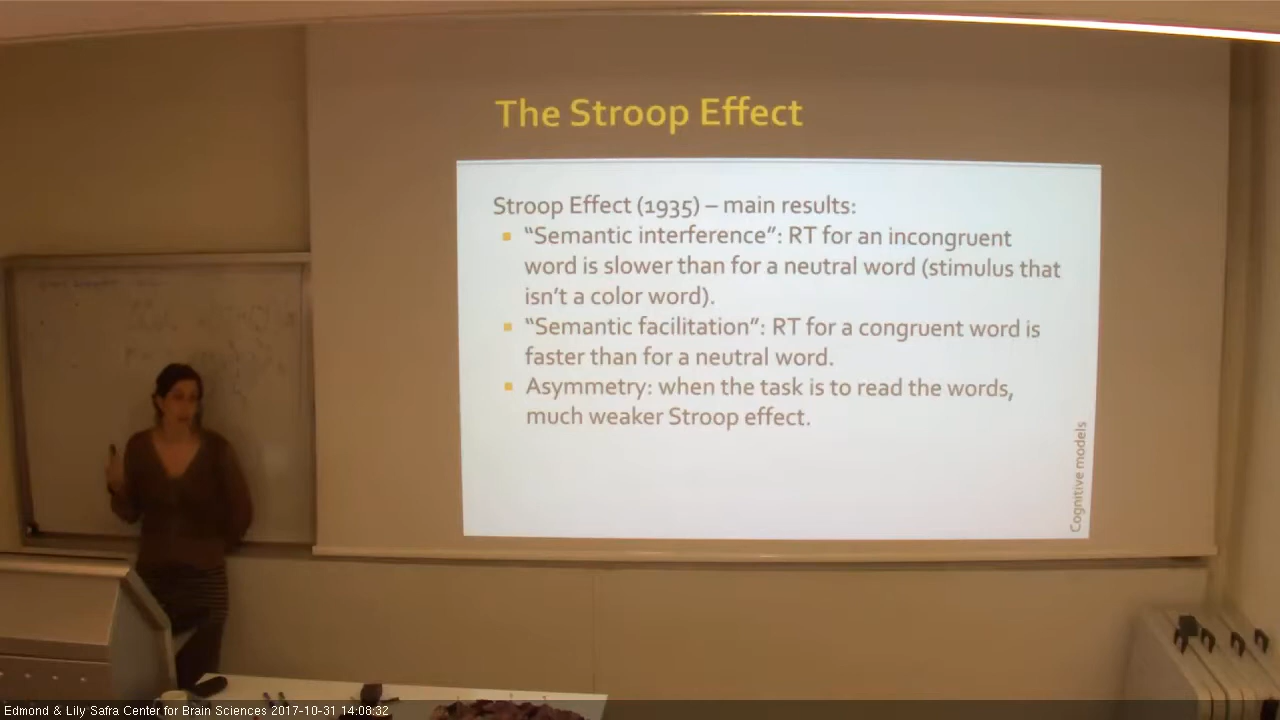 The Stroop Effect
Stroop Effect (1935) – main results:
"Semantic interference": RT for an incongruent
word is slower than for a neutral word (stimulus that
isn't a color word).
"Semantic facilitation": RT for a congruent word is
faster than for a neutral word.
Asymmetry: when the task is to read the words,
much weaker Stroop effect.
Cognitive models
Edmond & Lily Safra Center for Brain Sciences 2017-10-31 14:08:32